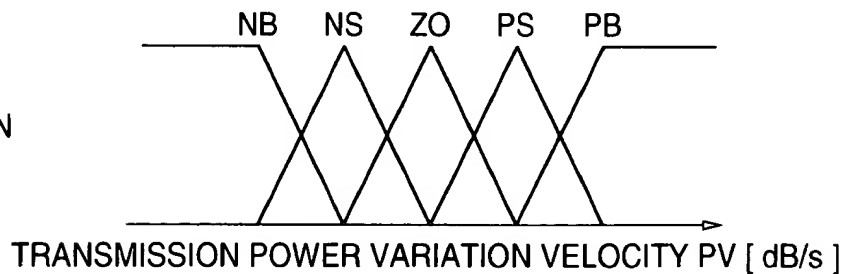 NB NS ZO PS PB
N
TRANSMISSION POWER VARIATION VELOCITY PV [ dB/s ]